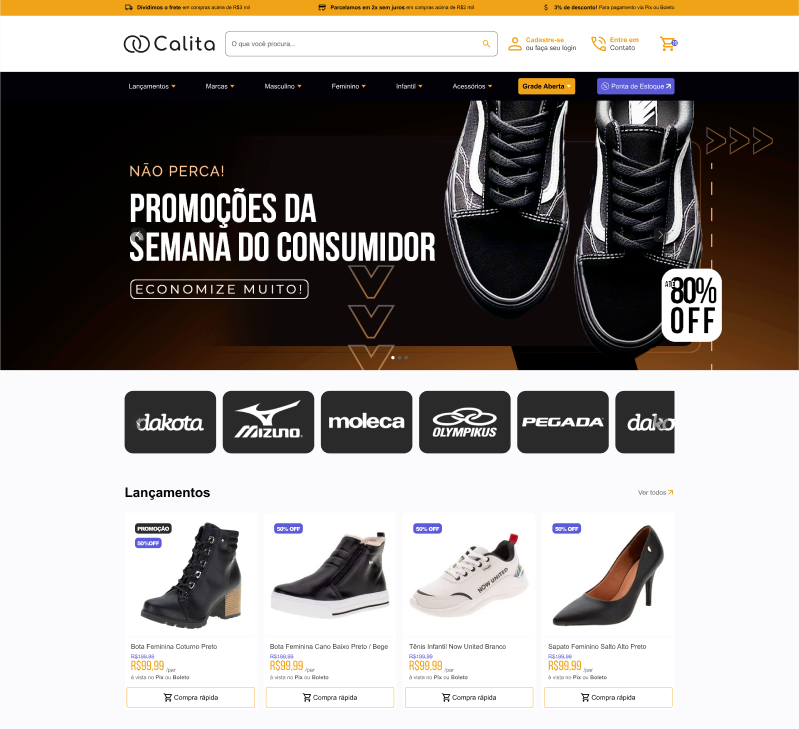 Dividimos o frete em compras acima de R$3 mil
Parcelamos em 2x sem juros em compras acima de R$2 mil
$ 3% de desconto! Para pagamento via Pix ou Boleto
Calita
O que você procura...
Cadastre-se
ou faça seu login
Entre em
Contato
Lançamentos
Marcas
Masculino
Feminino
Infantil
Acessórios
Grade Aberta
Ponta de Estoque
NÃO PERCA!
PROMOÇÕES DA
SEMANA DO CONSUMIDOR
ECONOMIZE MUITO!
ATÉ 80%
OFF
dakota
MIZUNO
moleca
OLYMPIKUS
PEGADA
dako
Lançamentos
Ver todos
PROMOÇÃO
50%OFF
50% OFF
50% OFF
50% OFF
NOW UNITED
Bota Feminina Coturno Preto
R$199,99
R$99,99 /par
à vista no Pix ou Boleto
Compra rápida
Bota Feminina Cano Baixo Preto / Bege
R$199,99
R$99,99 /par
à vista no Pix ou Boleto
Compra rápida
Tênis Infantil Now United Branco
R$199,99
R$99,99 /par
à vista no Pix ou Boleto
Compra rápida
Sapato Feminino Salto Alto Preto
R$199,99
R$99,99 /par
à vista no Pix ou Boleto
Compra rápida